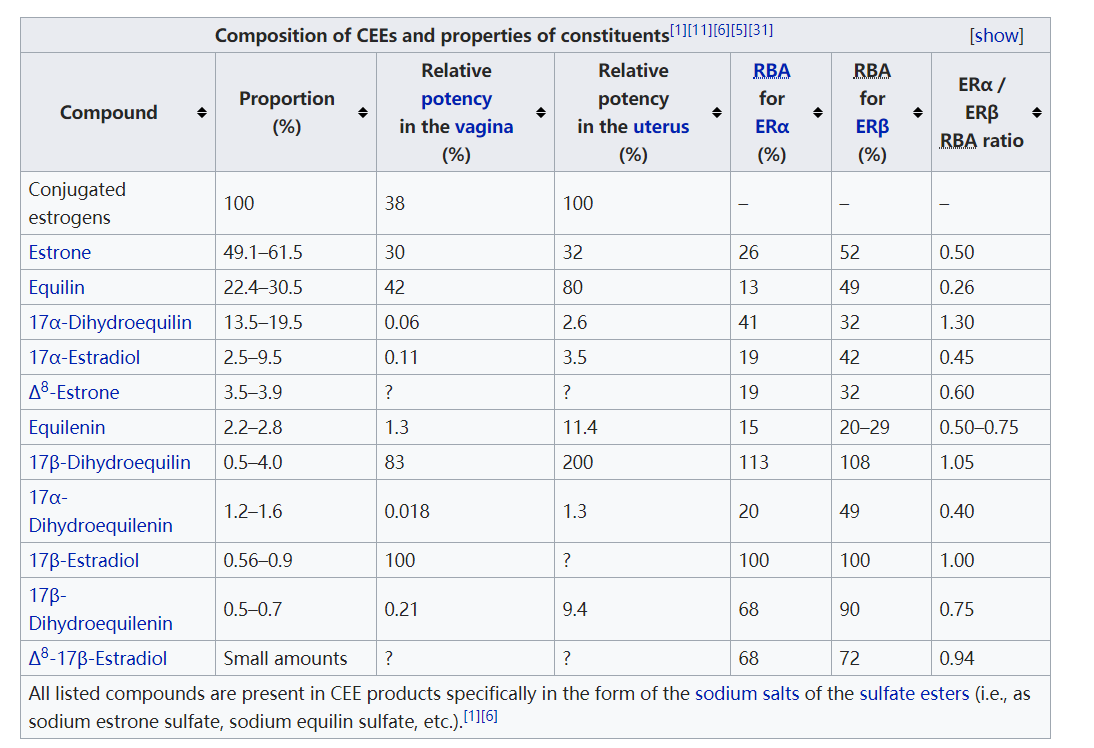 Composition of CEEs and properties of constituents[1][11][6][5][31] [show]
Compound Proportion (%) Relative potency in the vagina (%) Relative potency in the uterus (%) RBA for ERα (%) RBA for ERβ (%) ERα / ERβ RBA ratio
Conjugated estrogens 100 38 100 – – –
Estrone 49.1–61.5 30 32 26 52 0.50
Equilin 22.4–30.5 42 80 13 49 0.26
17α-Dihydroequilin 13.5–19.5 0.06 2.6 41 32 1.30
17α-Estradiol 2.5–9.5 0.11 3.5 19 42 0.45
Δ⁸-Estrone 3.5–3.9 ? ? 19 32 0.60
Equilenin 2.2–2.8 1.3 11.4 15 20–29 0.50–0.75
17β-Dihydroequilin 0.5–4.0 83 200 113 108 1.05
17α-Dihydroequilenin 1.2–1.6 0.018 1.3 20 49 0.40
17β-Estradiol 0.56–0.9 100 ? 100 100 1.00
17β-Dihydroequilenin 0.5–0.7 0.21 9.4 68 90 0.75
Δ⁸-17β-Estradiol Small amounts ? ? 68 72 0.94
All listed compounds are present in CEE products specifically in the form of the sodium salts of the sulfate esters (i.e., as
sodium estrone sulfate, sodium equilin sulfate, etc.).[1][6]